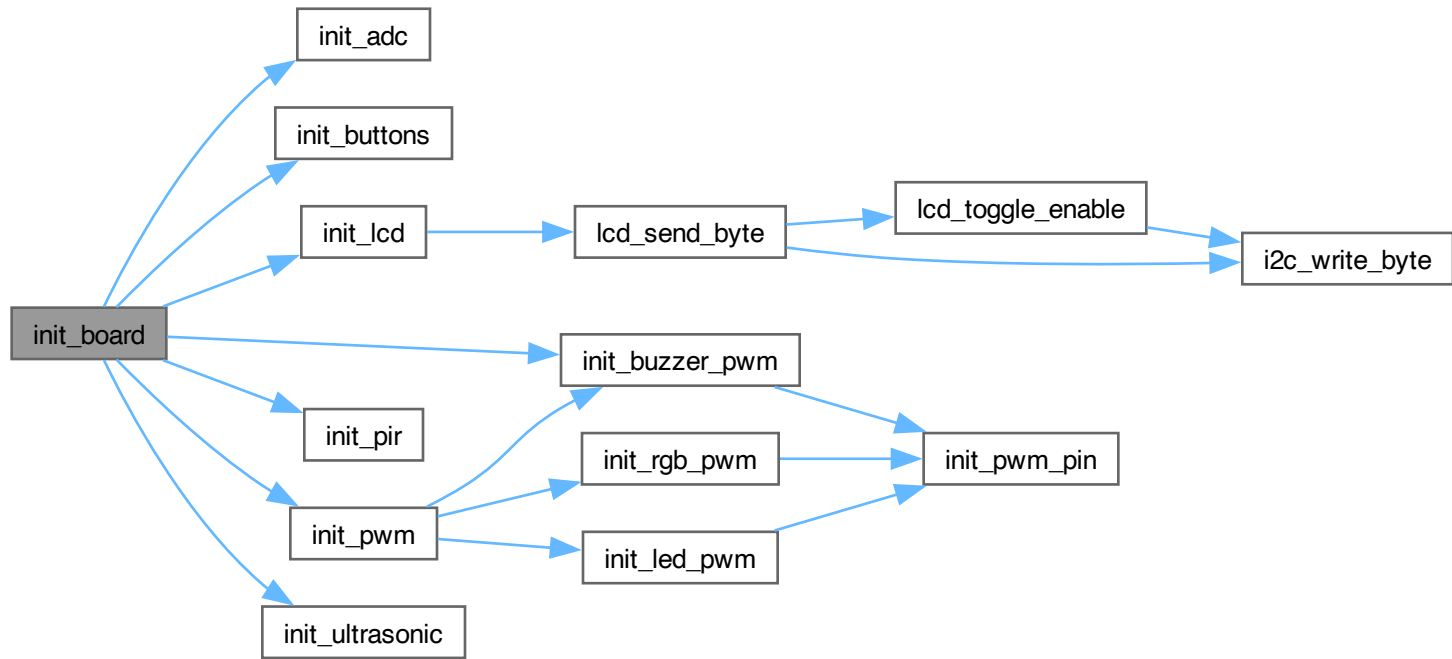 init_adc
init_buttons
init_lcd
lcd_send_byte
lcd_toggle_enable
i2c_write_byte
init_board
init_buzzer_pwm
init_pir
init_rgb_pwm
init_pwm_pin
init_pwm
init_led_pwm
init_ultrasonic